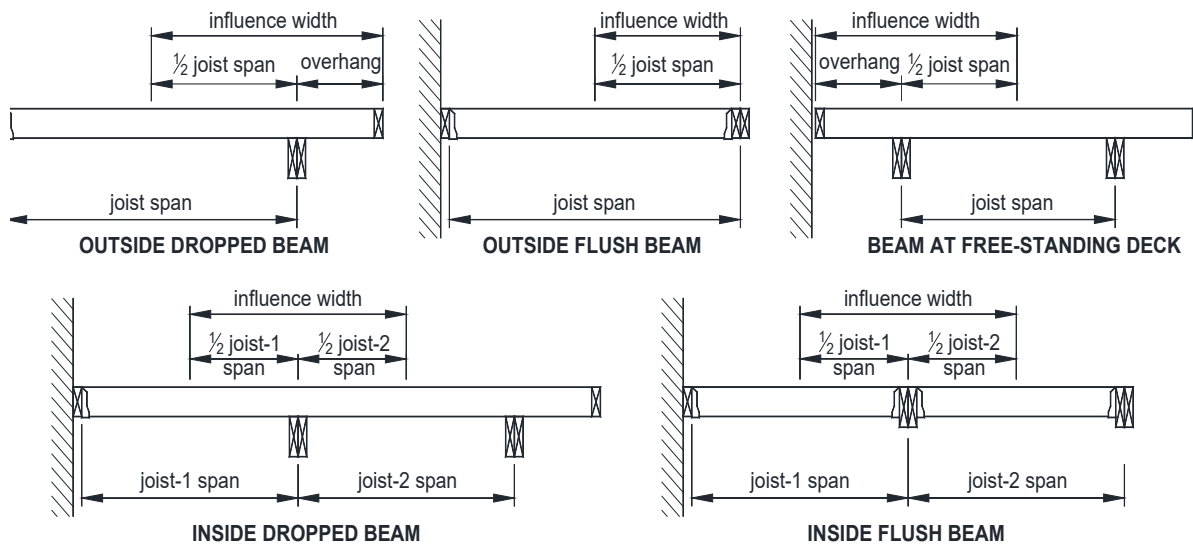 influence width
½ joist span
overhang
joist span
OUTSIDE DROPPED BEAM
influence width
½ joist span
joist span
OUTSIDE FLUSH BEAM
influence width
overhang
½ joist span
joist span
BEAM AT FREE-STANDING DECK
influence width
½ joist-1
span
½ joist-2
span
joist-1 span
joist-2 span
INSIDE DROPPED BEAM
influence width
½ joist-1
span
½ joist-2
span
joist-1 span
joist-2 span
INSIDE FLUSH BEAM